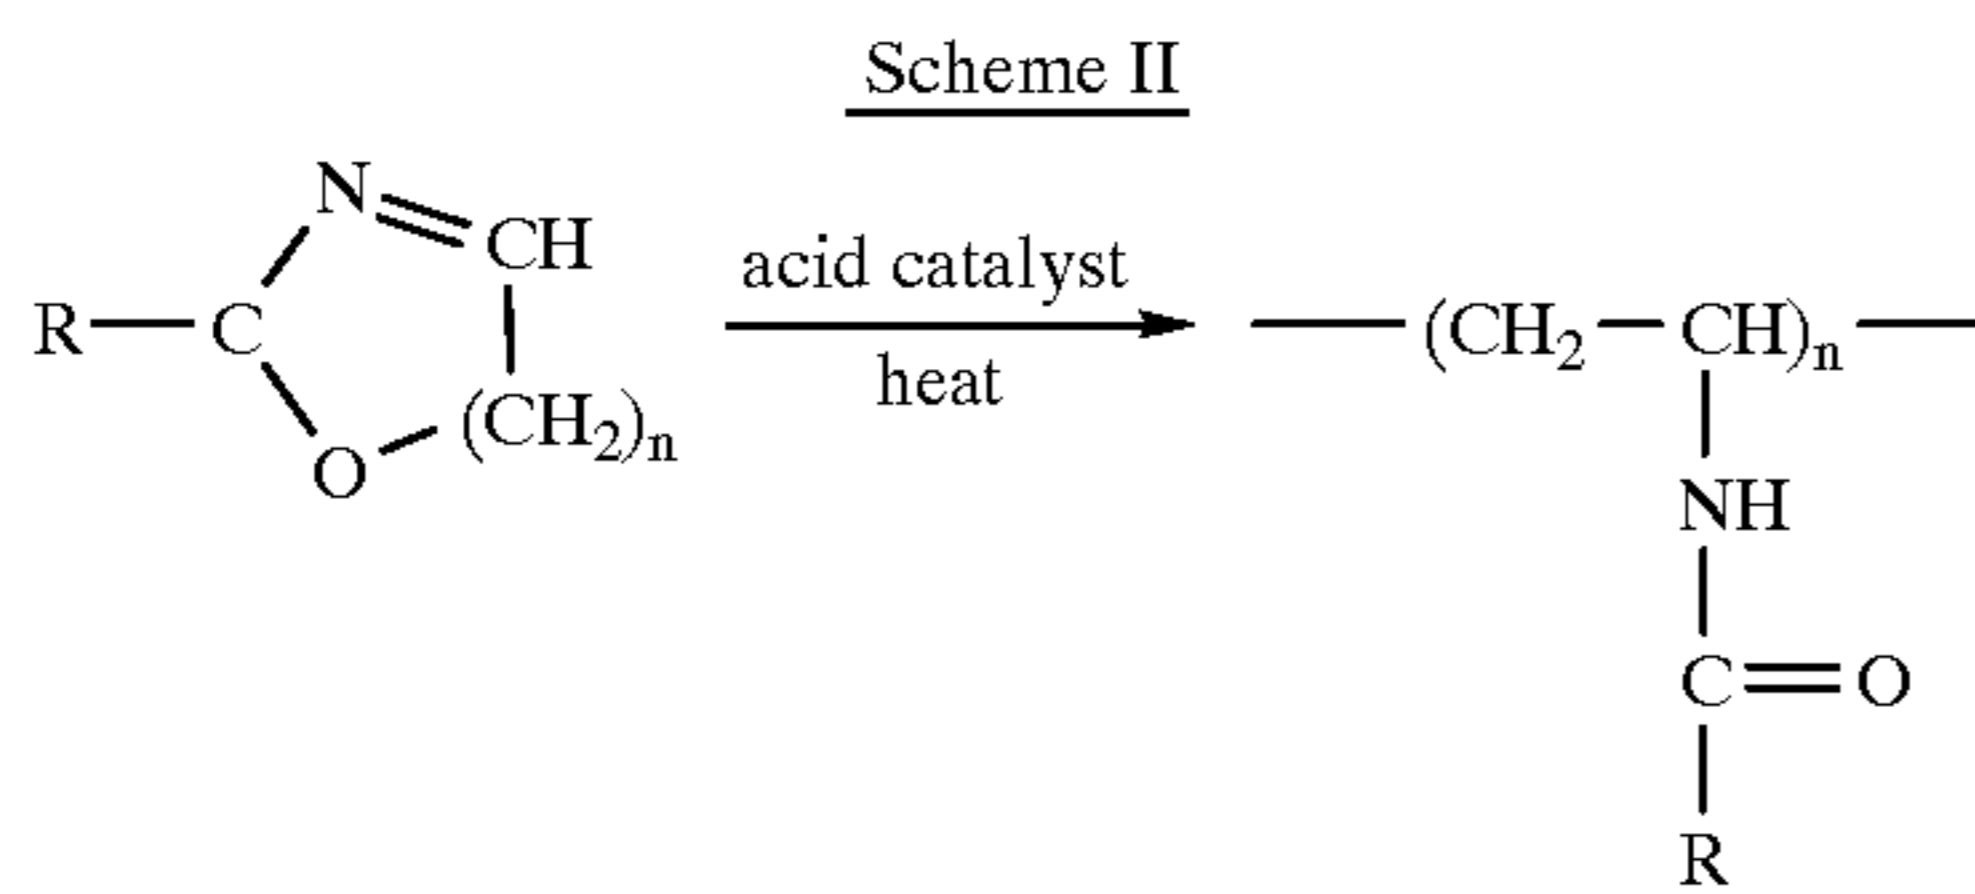 Scheme II
N
CH
R
C
O
(CH2)n
acid catalyst
heat
(CH2
CH)n
NH
C
O
R